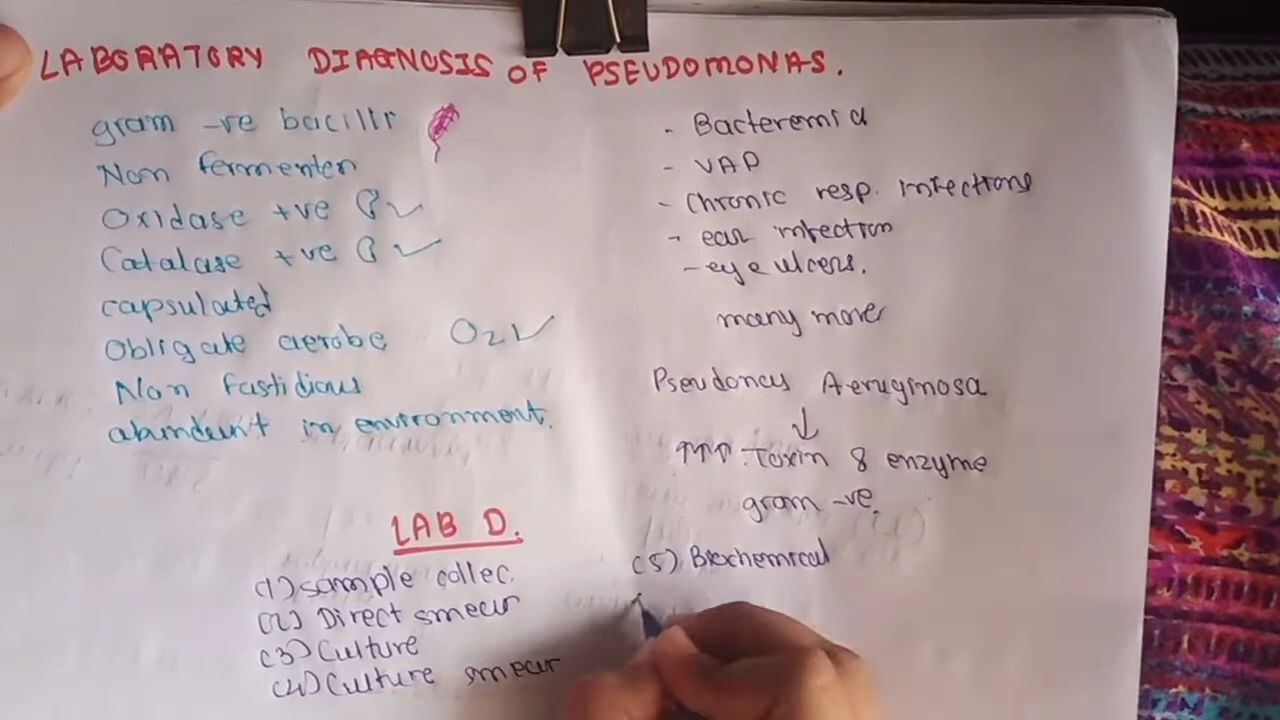 LABORATORY DIAGNOSIS OF PSEUDOMONAS.
gram -ve bacilli
Non fermenter
Oxidase +ve
Catalase +ve
capsulated
Obligate aerobe O2
Non fastidious
abundent in environment.
- Bacteremia
- VAP
- Chronic resp. infections
- ear infection
- eye ulcers.
many more
Pseudoncus Aeruginosa
↓
↑↑↑ toxin & enzyme
gram -ve.
LAB D.
(1) sample collec.
(2) Direct smear
(3) Culture
(4) Culture smear
(5) Biochemical